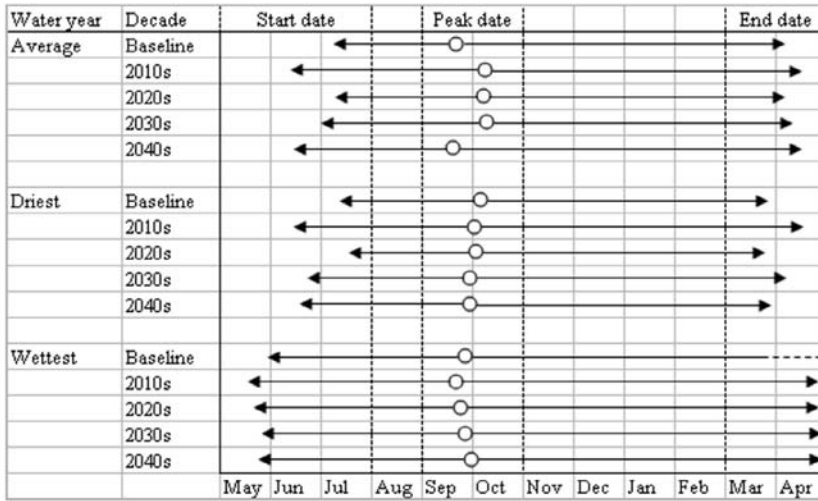 Water year Decade Start date Peak date End date
Average Baseline
2010s
2020s
2030s
2040s
Driest Baseline
2010s
2020s
2030s
2040s
Wettest Baseline
2010s
2020s
2030s
2040s
May Jun Jul Aug Sep Oct Nov Dec Jan Feb Mar Apr